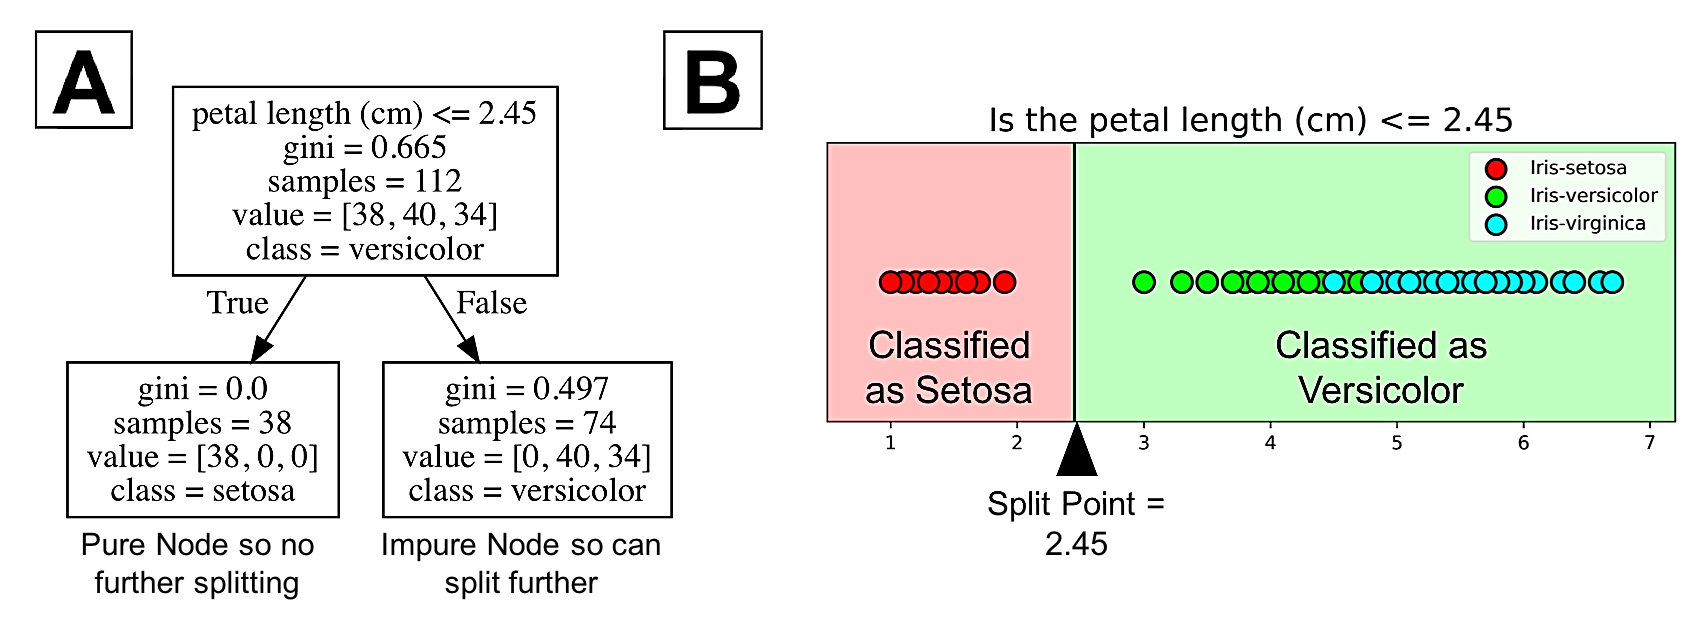 A
petal length (cm) <= 2.45
gini = 0.665
samples = 112
value = [38, 40, 34]
class = versicolor
True
False
gini = 0.0
samples = 38
value = [38, 0, 0]
class = setosa
gini = 0.497
samples = 74
value = [0, 40, 34]
class = versicolor
Pure Node so no
further splitting
Impure Node so can
split further
B
Is the petal length (cm) <= 2.45
Iris-setosa
Iris-versicolor
Iris-virginica
Classified
as Setosa
Classified as
Versicolor
1 2 3 4 5 6 7
Split Point =
2.45